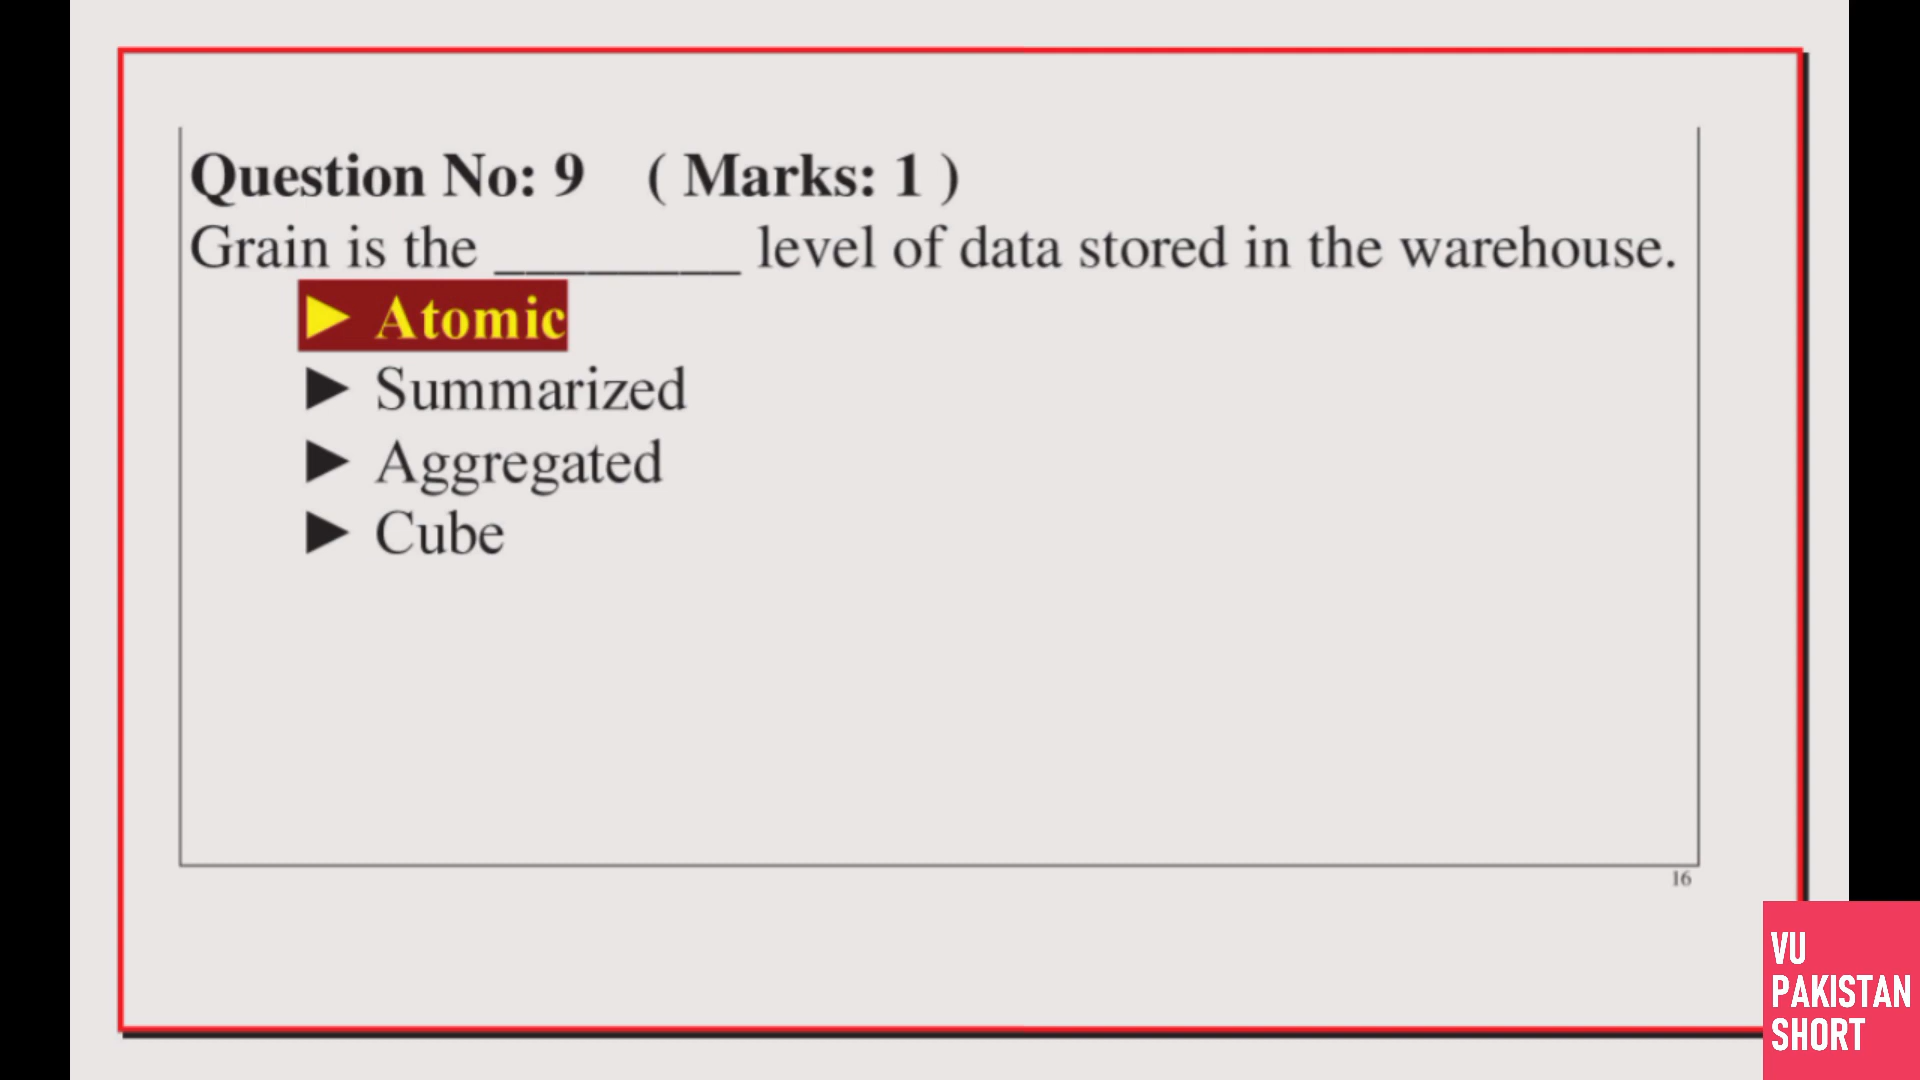 Question No: 9 ( Marks: 1 )
Grain is the ________ level of data stored in the warehouse.
► Atomic
► Summarized
► Aggregated
► Cube
16
VU
PAKISTAN
SHORT